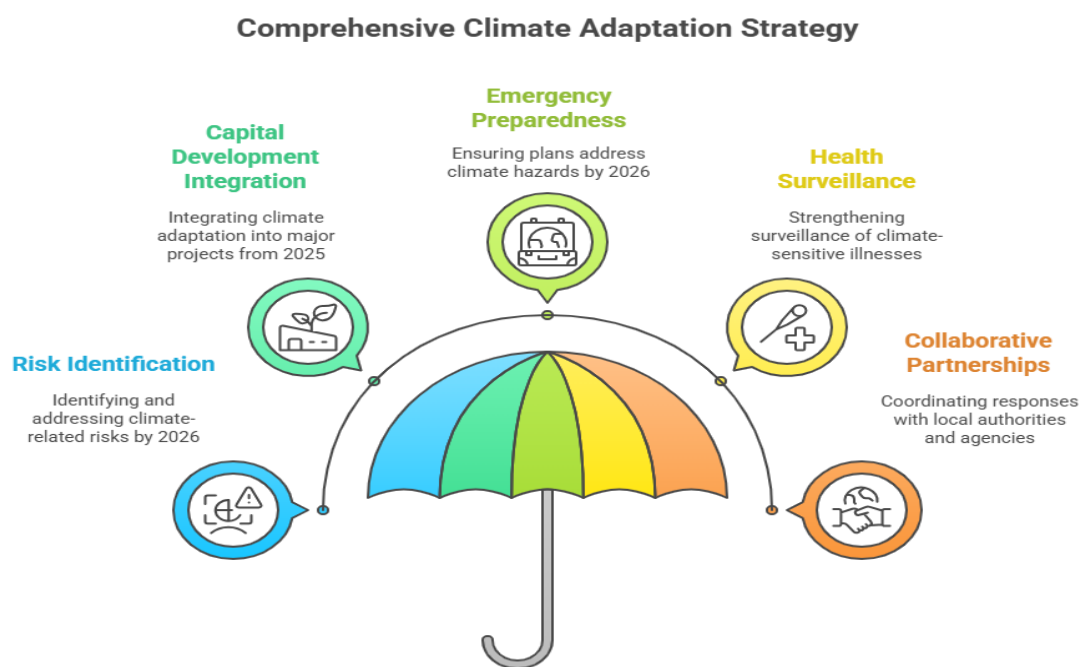 Comprehensive Climate Adaptation Strategy
Emergency
Preparedness
Ensuring plans address
climate hazards by 2026
Capital
Development
Integration
Integrating climate
adaptation into major
projects from 2025
Health
Surveillance
Strengthening
surveillance of climate-
sensitive illnesses
Risk Identification
Identifying and
addressing climate-
related risks by 2026
Collaborative
Partnerships
Coordinating responses
with local authorities
and agencies